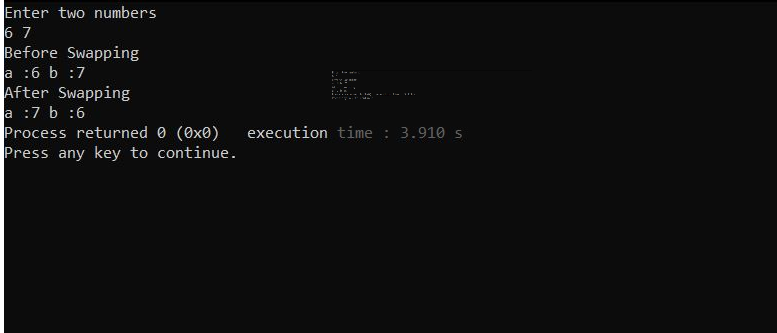 Enter two numbers
6 7
Before Swapping
a :6 b :7
After Swapping
a :7 b :6
Process returned 0 (0x0)   execution time : 3.910 s
Press any key to continue.